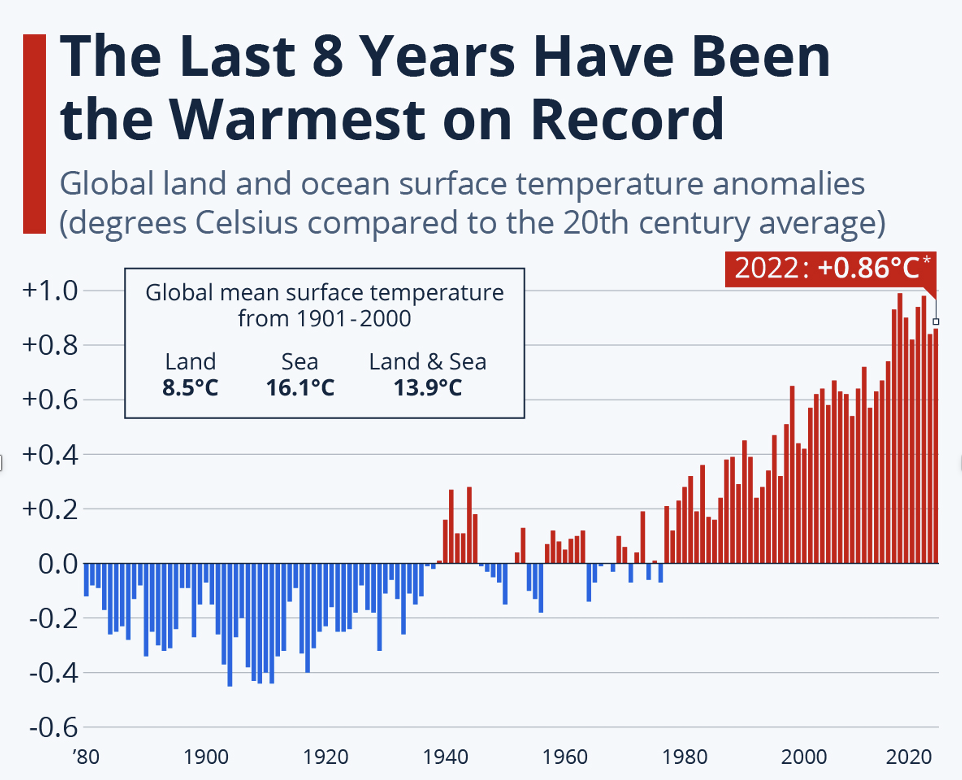 The Last 8 Years Have Been
the Warmest on Record
Global land and ocean surface temperature anomalies
(degrees Celsius compared to the 20th century average)
2022: +0.86°C*
Global mean surface temperature
from 1901-2000
Land Sea Land & Sea
8.5°C 16.1°C 13.9°C
+1.0
+0.8
+0.6
+0.4
+0.2
0.0
-0.2
-0.4
-0.6
’80 1900 1920 1940 1960 1980 2000 2020